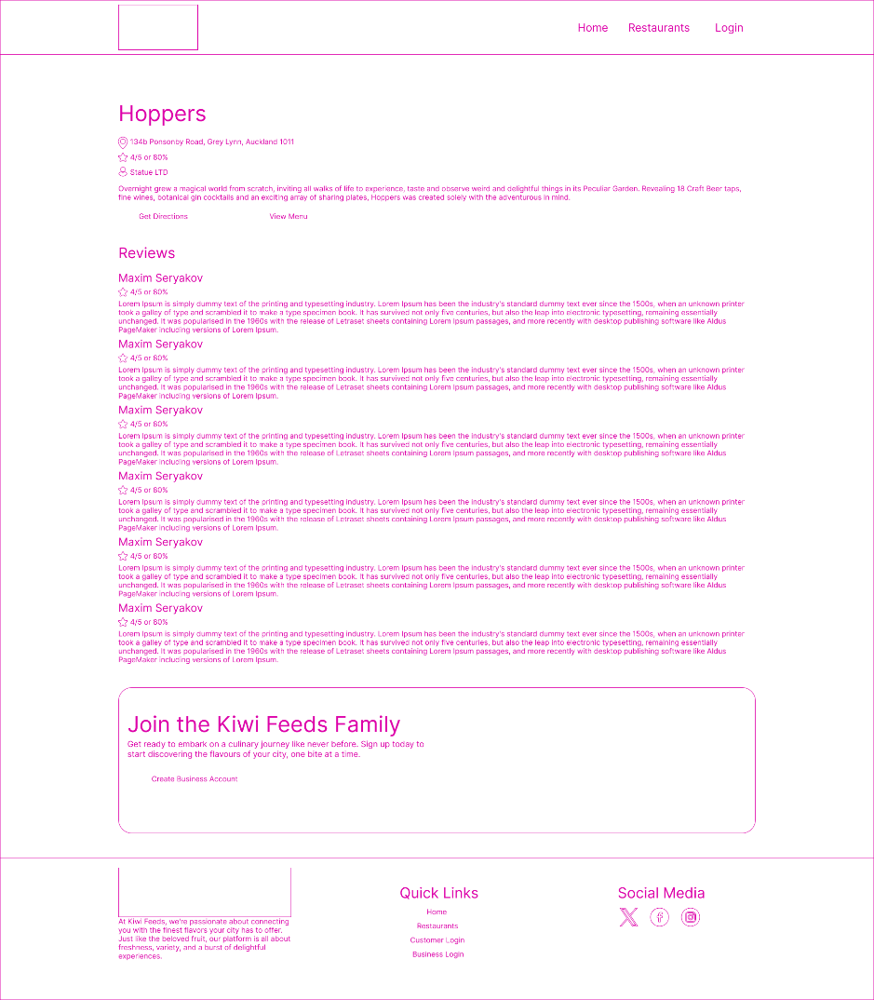 Home Restaurants Login
Hoppers
134b Ponsonby Road, Grey Lynn, Auckland 1011
4/5 or 80%
Statue LTD
Overnight grew a magical world from scratch, inviting all walks of life to experience, taste and observe weird and delightful things in its Peculiar Garden. Revealing 18 Craft Beer taps,
fine wines, botanical gin cocktails and an exciting array of sharing plates, Hoppers was created solely with the adventurous in mind.
Get Directions View Menu
Reviews
Maxim Seryakov
4/5 or 80%
Lorem Ipsum is simply dummy text of the printing and typesetting industry. Lorem Ipsum has been the industry's standard dummy text ever since the 1500s, when an unknown printer
took a galley of type and scrambled it to make a type specimen book. It has survived not only five centuries, but also the leap into electronic typesetting, remaining essentially
unchanged. It was popularised in the 1960s with the release of Letraset sheets containing Lorem Ipsum passages, and more recently with desktop publishing software like Aldus
PageMaker including versions of Lorem Ipsum.
Maxim Seryakov
4/5 or 80%
Lorem Ipsum is simply dummy text of the printing and typesetting industry. Lorem Ipsum has been the industry's standard dummy text ever since the 1500s, when an unknown printer
took a galley of type and scrambled it to make a type specimen book. It has survived not only five centuries, but also the leap into electronic typesetting, remaining essentially
unchanged. It was popularised in the 1960s with the release of Letraset sheets containing Lorem Ipsum passages, and more recently with desktop publishing software like Aldus
PageMaker including versions of Lorem Ipsum.
Maxim Seryakov
4/5 or 80%
Lorem Ipsum is simply dummy text of the printing and typesetting industry. Lorem Ipsum has been the industry's standard dummy text ever since the 1500s, when an unknown printer
took a galley of type and scrambled it to make a type specimen book. It has survived not only five centuries, but also the leap into electronic typesetting, remaining essentially
unchanged. It was popularised in the 1960s with the release of Letraset sheets containing Lorem Ipsum passages, and more recently with desktop publishing software like Aldus
PageMaker including versions of Lorem Ipsum.
Maxim Seryakov
4/5 or 80%
Lorem Ipsum is simply dummy text of the printing and typesetting industry. Lorem Ipsum has been the industry's standard dummy text ever since the 1500s, when an unknown printer
took a galley of type and scrambled it to make a type specimen book. It has survived not only five centuries, but also the leap into electronic typesetting, remaining essentially
unchanged. It was popularised in the 1960s with the release of Letraset sheets containing Lorem Ipsum passages, and more recently with desktop publishing software like Aldus
PageMaker including versions of Lorem Ipsum.
Maxim Seryakov
4/5 or 80%
Lorem Ipsum is simply dummy text of the printing and typesetting industry. Lorem Ipsum has been the industry's standard dummy text ever since the 1500s, when an unknown printer
took a galley of type and scrambled it to make a type specimen book. It has survived not only five centuries, but also the leap into electronic typesetting, remaining essentially
unchanged. It was popularised in the 1960s with the release of Letraset sheets containing Lorem Ipsum passages, and more recently with desktop publishing software like Aldus
PageMaker including versions of Lorem Ipsum.
Maxim Seryakov
4/5 or 80%
Lorem Ipsum is simply dummy text of the printing and typesetting industry. Lorem Ipsum has been the industry's standard dummy text ever since the 1500s, when an unknown printer
took a galley of type and scrambled it to make a type specimen book. It has survived not only five centuries, but also the leap into electronic typesetting, remaining essentially
unchanged. It was popularised in the 1960s with the release of Letraset sheets containing Lorem Ipsum passages, and more recently with desktop publishing software like Aldus
PageMaker including versions of Lorem Ipsum.
Join the Kiwi Feeds Family
Get ready to embark on a culinary journey like never before. Sign up today to
start discovering the flavours of your city, one bite at a time.
Create Business Account
At Kiwi Feeds, we're passionate about connecting
you with the finest flavors your city has to offer.
Just like the beloved fruit, our platform is all about
freshness, variety, and a burst of delightful
experiences.
Quick Links
Home
Restaurants
Customer Login
Business Login
Social Media